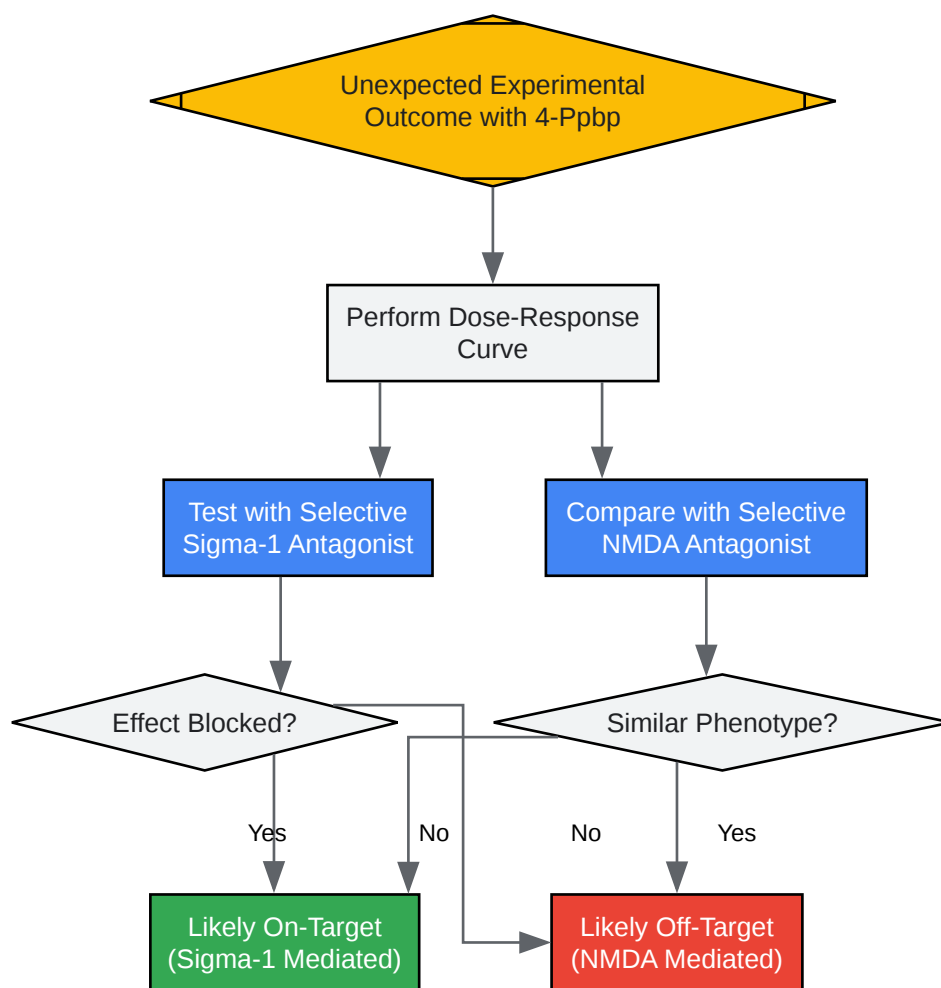 Unexpected Experimental
Outcome with 4-Ppbp
Perform Dose-Response
Curve
Test with Selective
Sigma-1 Antagonist
Compare with Selective
NMDA Antagonist
Effect Blocked?
Similar Phenotype?
Yes
No
No
Yes
Likely On-Target
(Sigma-1 Mediated)
Likely Off-Target
(NMDA Mediated)